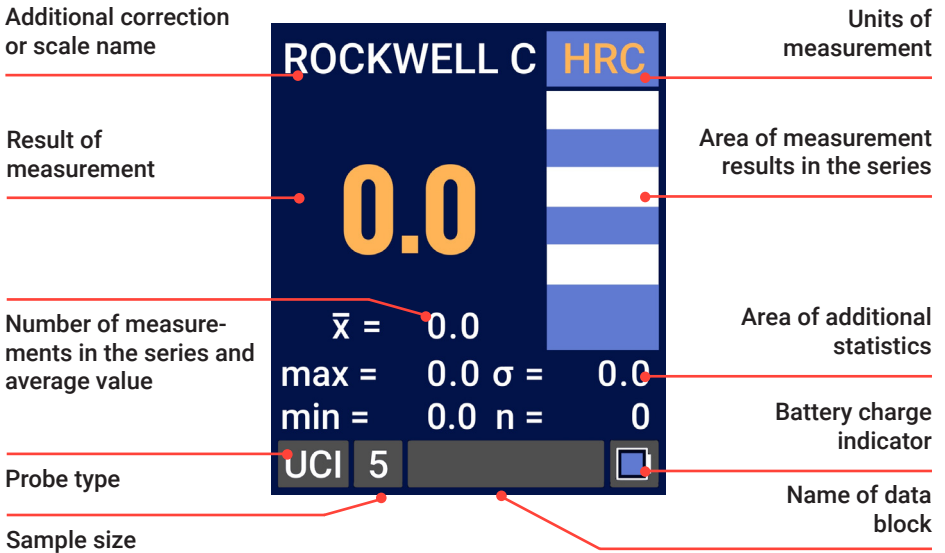 Additional correction
or scale name
Result of
measurement
Number of measure-
ments in the series and
average value
Probe type
Sample size
ROCKWELL C HRC
0.0
x̅ = 0.0
max = 0.0 σ = 0.0
min = 0.0 n = 0
UCI 5
Units of
measurement
Area of measurement
results in the series
Area of additional
statistics
Battery charge
indicator
Name of data
block